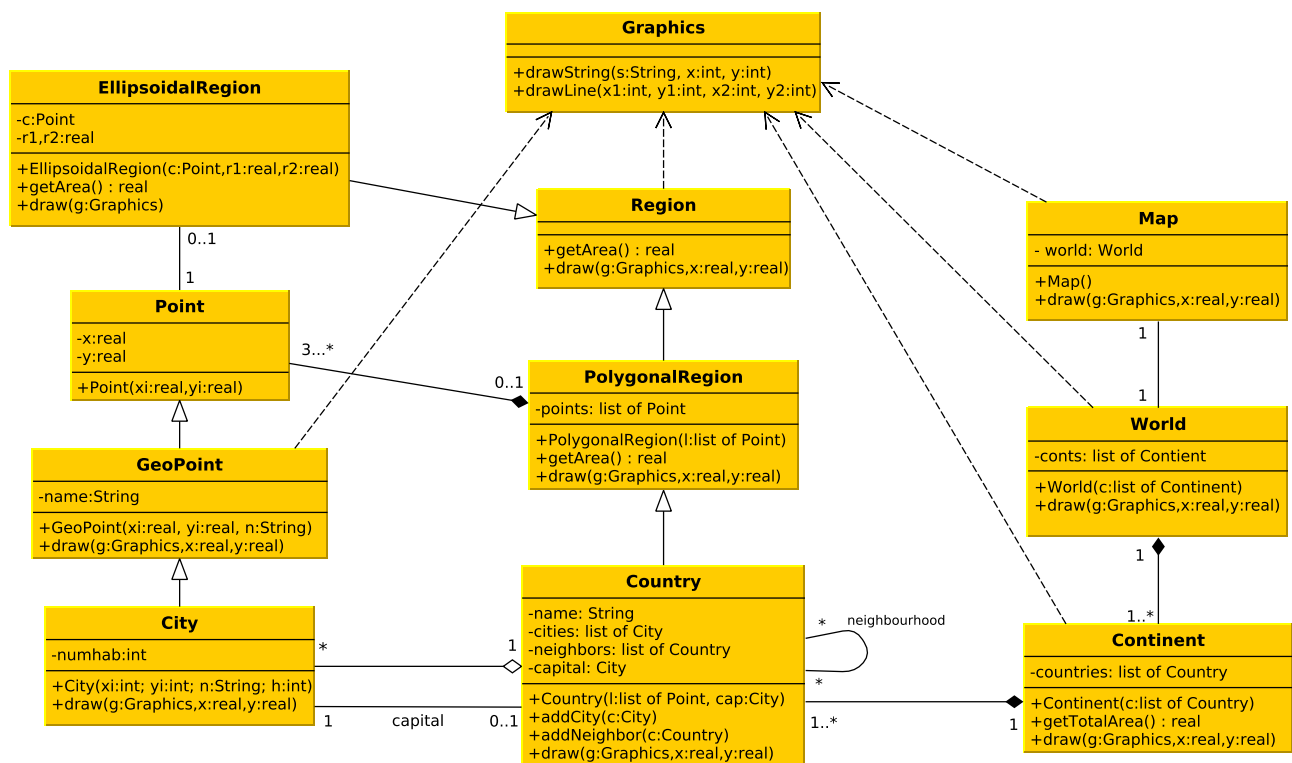 Graphics
+drawString(s:String, x:int, y:int)
+drawLine(x1:int, y1:int, x2:int, y2:int)
EllipsoidalRegion
-c:Point
-r1,r2:real
+EllipsoidalRegion(c:Point,r1:real,r2:real)
+getArea() : real
+draw(g:Graphics)
Region
+getArea() : real
+draw(g:Graphics,x:real,y:real)
Map
- world: World
+Map()
+draw(g:Graphics,x:real,y:real)
0..1
1
Point
-x:real
-y:real
+Point(xi:real,yi:real)
3...*
0..1
PolygonalRegion
-points: list of Point
+PolygonalRegion(l:list of Point)
+getArea() : real
+draw(g:Graphics,x:real,y:real)
1
1
World
-conts: list of Contient
+World(c:list of Continent)
+draw(g:Graphics,x:real,y:real)
GeoPoint
-name:String
+GeoPoint(xi:real, yi:real, n:String)
+draw(g:Graphics,x:real,y:real)
1
1..*
City
-numhab:int
+City(xi:int; yi:int; n:String; h:int)
+draw(g:Graphics,x:real,y:real)
*
1
1
capital
0..1
Country
-name: String
-cities: list of City
-neighbors: list of Country
-capital: City
+Country(l:list of Point, cap:City)
+addCity(c:City)
+addNeighbor(c:Country)
+draw(g:Graphics,x:real,y:real)
*
neighbourhood
*
1..*
1
Continent
-countries: list of Country
+Continent(c:list of Country)
+getTotalArea() : real
+draw(g:Graphics,x:real,y:real)